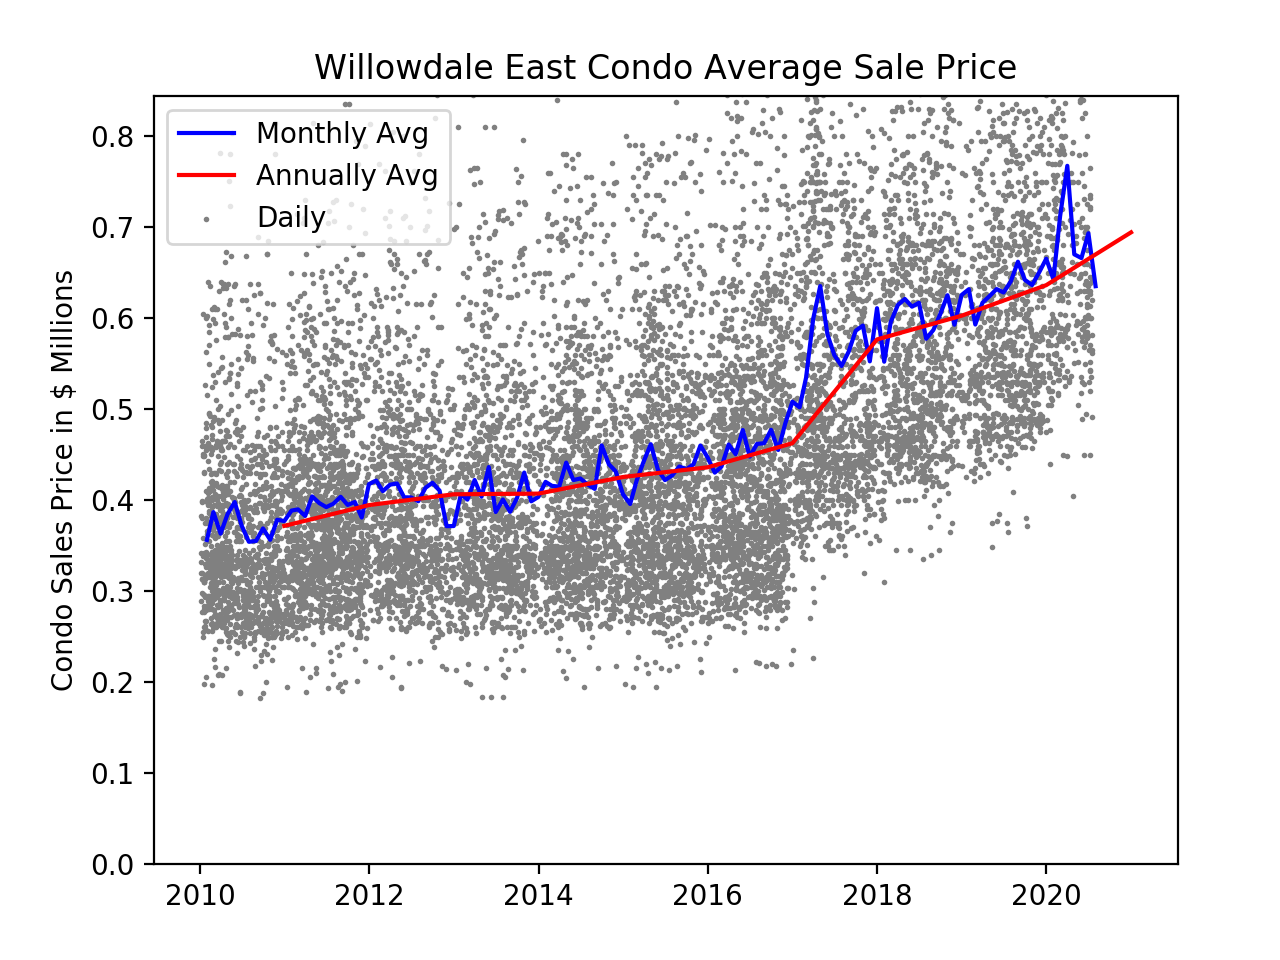 Willowdale East Condo Average Sale Price
Monthly Avg
Annually Avg
Daily
Condo Sales Price in $ Millions
0.8
0.7
0.6
0.5
0.4
0.3
0.2
0.1
0.0
2010 2012 2014 2016 2018 2020